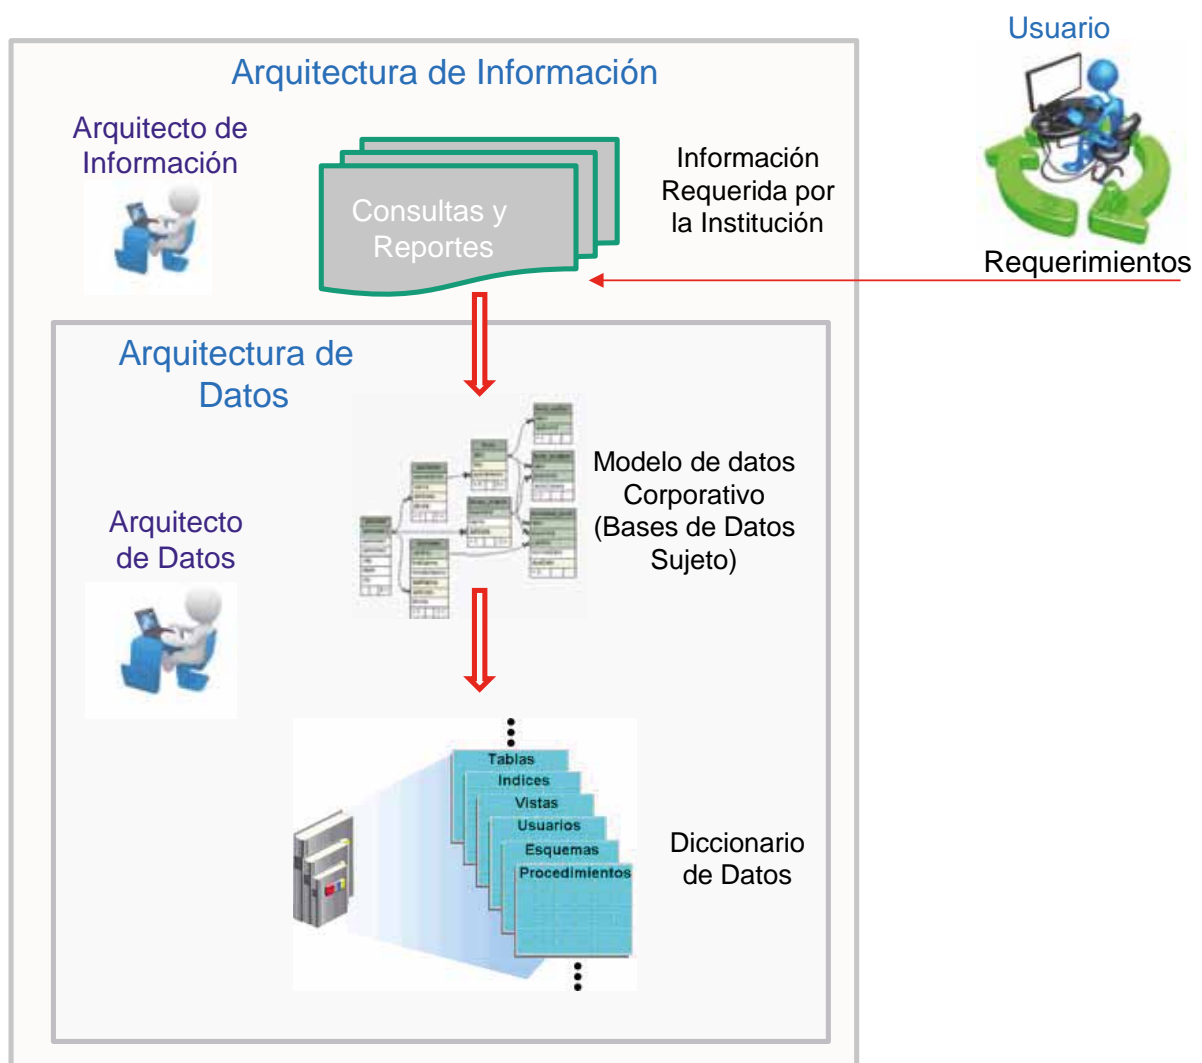 Usuario
Arquitectura de Información
Arquitecto de
Información
Consultas y
Reportes
Información
Requerida por
la Institución
Requerimientos
Arquitectura de
Datos
Modelo de datos
Corporativo
(Bases de Datos
Sujeto)
Arquitecto
de Datos
Tablas
Indices
Vistas
Usuarios
Esquemas
Procedimientos
Diccionario
de Datos